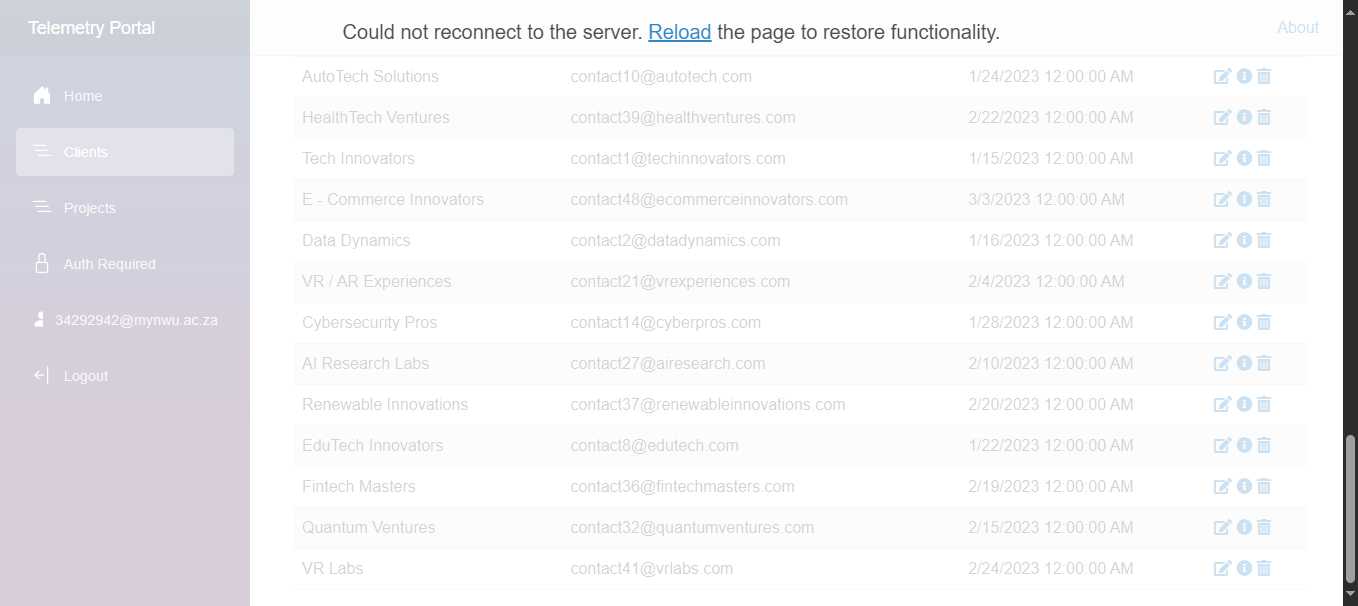 Telemetry Portal
Home
Clients
Projects
Auth Required
34292942@mynwu.ac.za
Logout
Could not reconnect to the server. Reload the page to restore functionality.
About
AutoTech Solutions contact10@autotech.com 1/24/2023 12:00:00 AM
HealthTech Ventures contact39@healthventures.com 2/22/2023 12:00:00 AM
Tech Innovators contact1@techinnovators.com 1/15/2023 12:00:00 AM
E - Commerce Innovators contact48@ecommerceinnovators.com 3/3/2023 12:00:00 AM
Data Dynamics contact2@datadynamics.com 1/16/2023 12:00:00 AM
VR / AR Experiences contact21@vrexperiences.com 2/4/2023 12:00:00 AM
Cybersecurity Pros contact14@cyberpros.com 1/28/2023 12:00:00 AM
AI Research Labs contact27@airesearch.com 2/10/2023 12:00:00 AM
Renewable Innovations contact37@renewableinnovations.com 2/20/2023 12:00:00 AM
EduTech Innovators contact8@edutech.com 1/22/2023 12:00:00 AM
Fintech Masters contact36@fintechmasters.com 2/19/2023 12:00:00 AM
Quantum Ventures contact32@quantumventures.com 2/15/2023 12:00:00 AM
VR Labs contact41@vrlabs.com 2/24/2023 12:00:00 AM